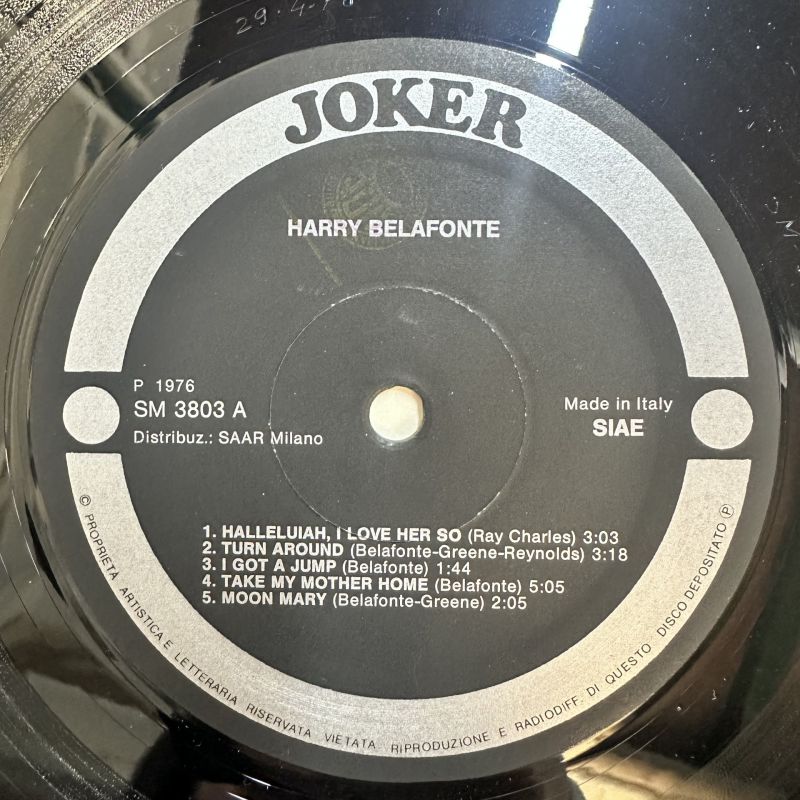 29.4-7
JOKER
HARRY BELAFONTE
P 1976
SM 3803 A
Distribuz.: SAAR Milano
Made in Italy
SIAE
1. HALLELUIAH, I LOVE HER SO (Ray Charles) 3:03
2. TURN AROUND (Belafonte-Greene-Reynolds) 3:18
3. I GOT A JUMP (Belafonte) 1:44
4. TAKE MY MOTHER HOME (Belafonte) 5:05
5. MOON MARY (Belafonte-Greene) 2:05
© PROPRIETA ARTISTICA E LETTERARIA RISERVATA VIETATA RIPRODUZIONE E RADIODIFF. DI QUESTO DISCO DEPOSITATO Ⓟ